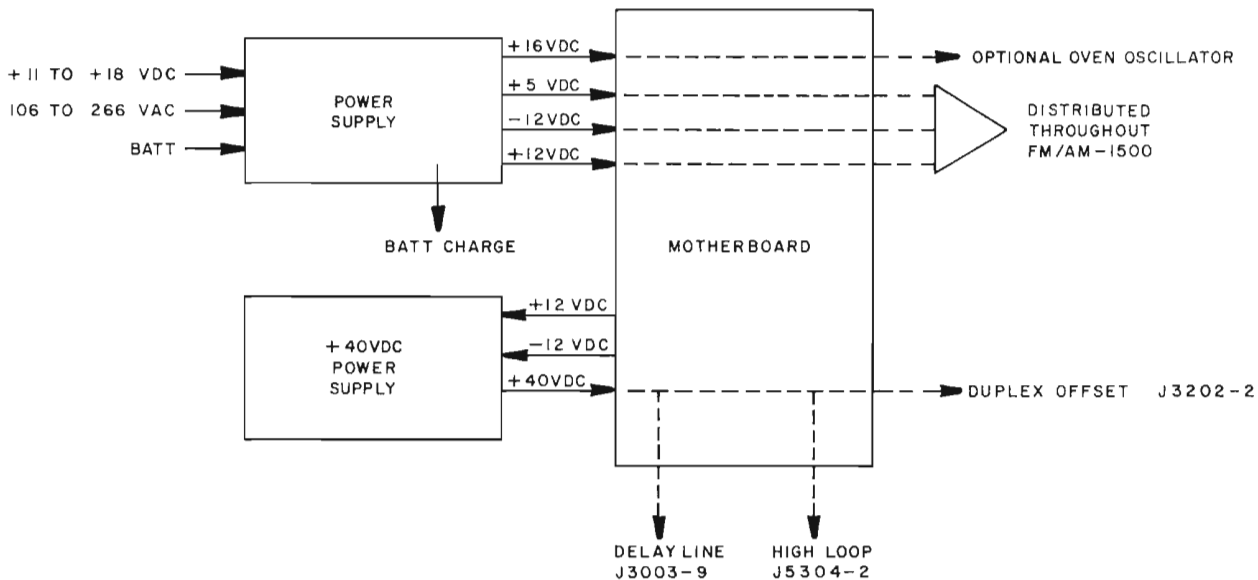 +11 TO +18 VDC
106 TO 266 VAC
BATT
POWER
SUPPLY
BATT CHARGE
+16VDC
+5 VDC
-12VDC
+12VDC
MOTHERBOARD
OPTIONAL OVEN OSCILLATOR
DISTRIBUTED
THROUGHOUT
FM/AM-1500
+40VDC
POWER
SUPPLY
+12 VDC
-12 VDC
+40VDC
DUPLEX OFFSET J3202-2
DELAY LINE
J3003-9
HIGH LOOP
J5304-2